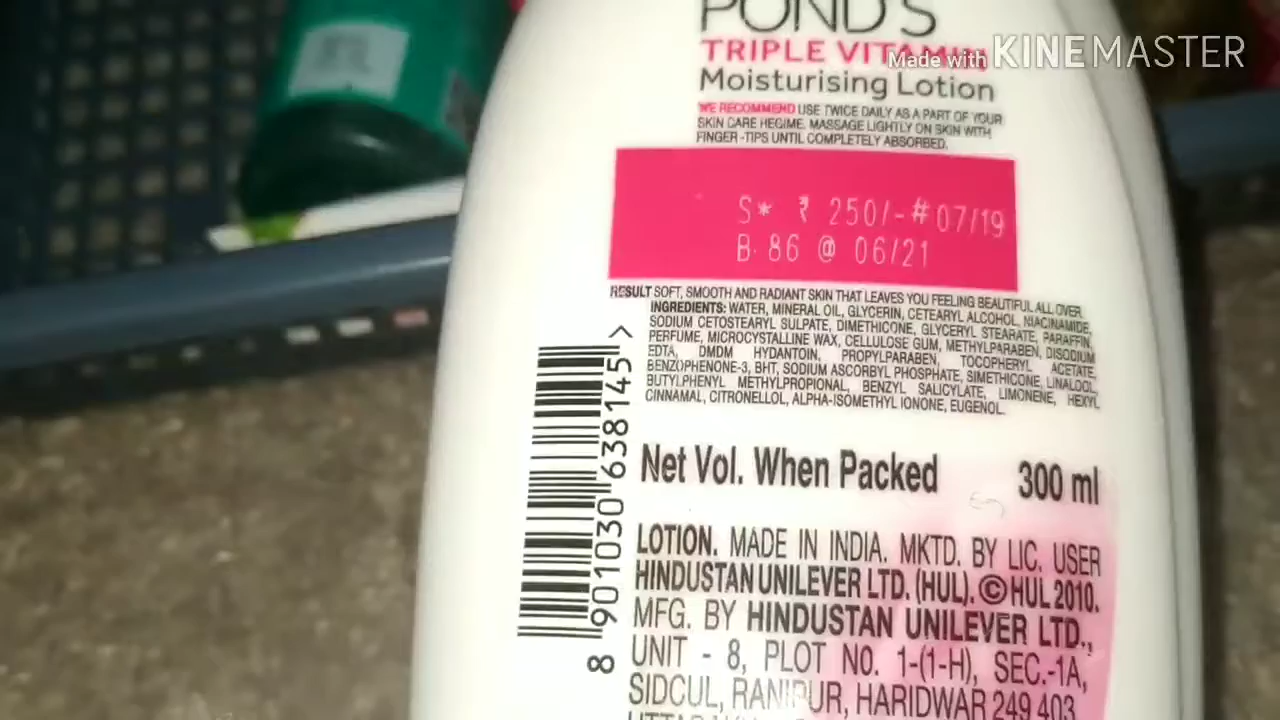 POND'S
TRIPLE VITAMIN
Made with KINEMASTER
Moisturising Lotion
WE RECOMMEND USE TWICE DAILY AS A PART OF YOUR
SKIN CARE REGIME. MASSAGE LIGHTLY ON SKIN WITH
FINGER-TIPS UNTIL COMPLETELY ABSORBED.
S* ₹ 250/-#07/19
B·86 @ 06/21
RESULT SOFT, SMOOTH AND RADIANT SKIN THAT LEAVES YOU FEELING BEAUTIFUL ALL OVER.
INGREDIENTS: WATER, MINERAL OIL, GLYCERIN, CETEARYL ALCOHOL, NIACINAMIDE,
SODIUM CETOSTEARYL SULPATE, DIMETHICONE, GLYCERYL STEARATE, PARAFFIN,
PERFUME, MICROCYSTALLINE WAX, CELLULOSE GUM, METHYLPARABEN, DISODIUM
EDTA, DMDM HYDANTOIN, PROPYLPARABEN, TOCOPHERYL ACETATE,
BENZOPHENONE-3, BHT, SODIUM ASCORBYL PHOSPHATE, SIMETHICONE, LINALOOL,
BUTYLPHENYL METHYLPROPIONAL, BENZYL SALICYLATE, LIMONENE, HEXYL
CINNAMAL, CITRONELLOL, ALPHA-ISOMETHYL IONONE, EUGENOL.
8 901030 638145 >
Net Vol. When Packed 300 ml
LOTION. MADE IN INDIA. MKTD. BY LIC. USER
HINDUSTAN UNILEVER LTD. (HUL). © HUL 2010.
MFG. BY HINDUSTAN UNILEVER LTD.,
UNIT - 8, PLOT NO. 1-(1-H), SEC.-1A,
SIDCUL, RANIPUR, HARIDWAR 249 403